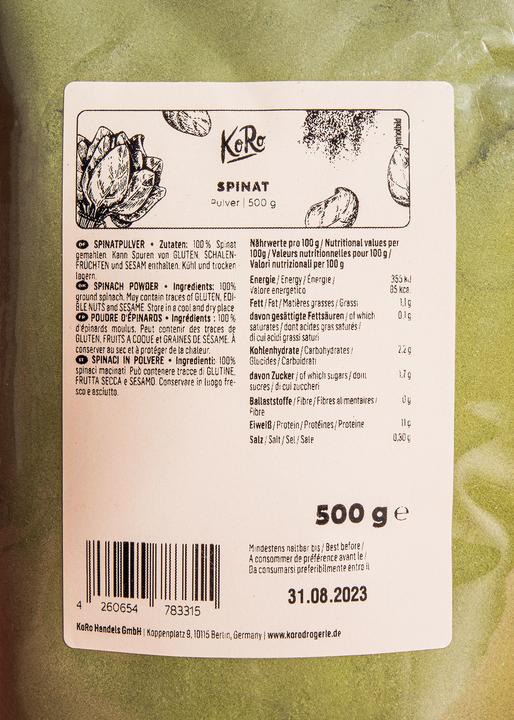 KoRo
SPINAT
Pulver | 500 g
Symbolbild
DE SPINATPULVER • Zutaten: 100% Spinat
gemahlen. Kann Spuren von GLUTEN, SCHALEN-
FRÜCHTEN und SESAM enthalten. Kühl und trocken
lagern.
SPINACH POWDER • Ingredients: 100%
ground spinach. May contain traces of GLUTEN, EDI-
BLE NUTS and SESAME. Store in a cool and dry place
POUDRE D'ÉPINARDS • Ingrédients : 100 %
d'épinards moulus. Peut contenir des traces de
GLUTEN, FRUITS A COQUE et GRAINES DE SÉSAME. À
conserver au sec et à protéger de la chaleur.
SPINACI IN POLVERE • Ingredienti: 100%
spinaci macinati. Può contenere tracce di GLUTINE,
FRUTTA SECCA e SESAMO. Conservare in luogo fre-
sco e asciutto.
Nährwerte pro 100 g / Nutritional values per
100g / Valeurs nutritionnelles pour 100 g /
Valori nutrizionali per 100 g
Energie / Energy / Énergie /
Valore energetico
85 kcal
Fett / Fat / Matières grasses / Grassi 1,1 g
davon gesättigte Fettsäuren / of which 0,1 g
saturates / dont acides gras saturés /
di cui acidi grassi saturi
Kohlenhydrate / Carbohydrates / 2,2 g
Glucides / Carboidrati
davon Zucker / of which sugars / dont 1,7 g
sucres / di cui zuccheri
Ballaststoffe / Fibre / Fibres alimentaires /
Fibre
Eiweiß / Protein / Protéines / Proteine 11 g
Salz / Salt / Sel / Sale 0,30 g
500 g e
Mindestens haltbar bis / Best before /
A consommer de préférence avant le /
Da consumarsi preferibilmente entro il
31.08.2023
4 260654 783315
KoRo Handels GmbH | Koppenplatz 9, 10115 Berlin, Germany | www.korodrogerie.de